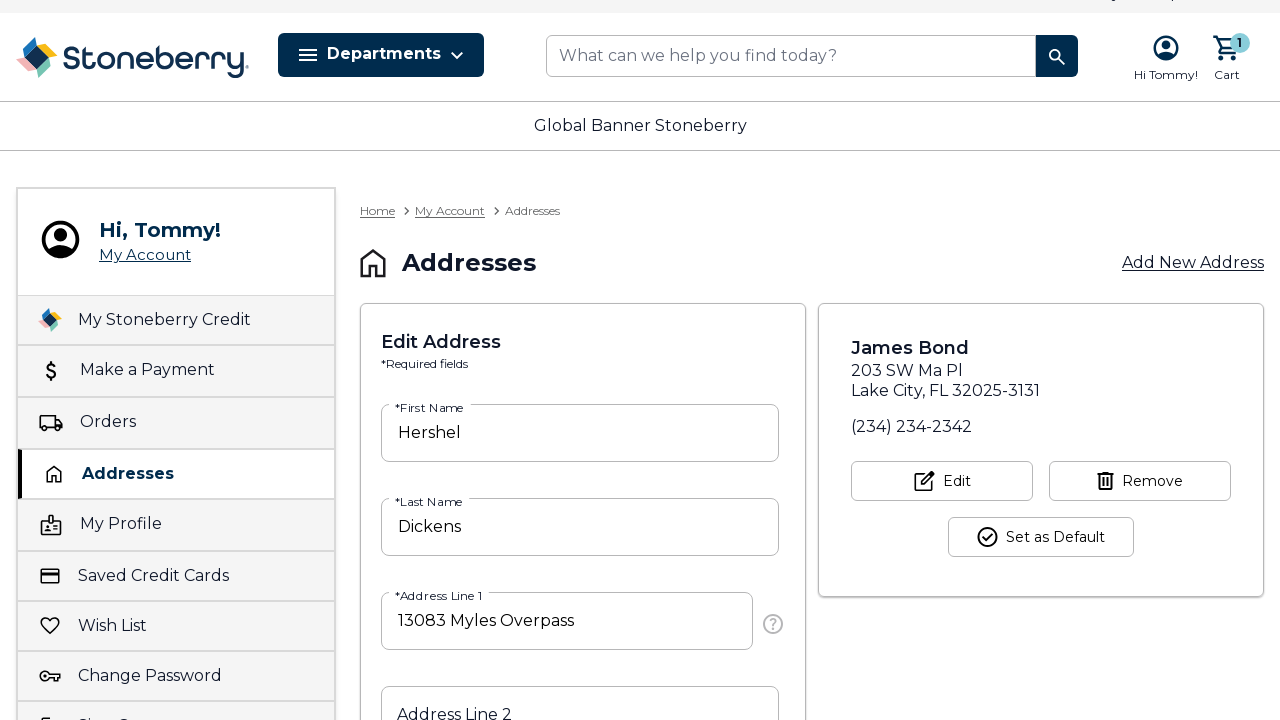 Stoneberry
Departments
What can we help you find today?
Hi Tommy!
1
Cart
Global Banner Stoneberry
Hi, Tommy!
My Account
My Stoneberry Credit
Make a Payment
Orders
Addresses
My Profile
Saved Credit Cards
Wish List
Change Password
Home
My Account
Addresses
Addresses
Add New Address
Edit Address
*Required fields
*First Name
Hershel
*Last Name
Dickens
*Address Line 1
13083 Myles Overpass
Address Line 2
James Bond
203 SW Ma Pl
Lake City, FL 32025-3131
(234) 234-2342
Edit
Remove
Set as Default